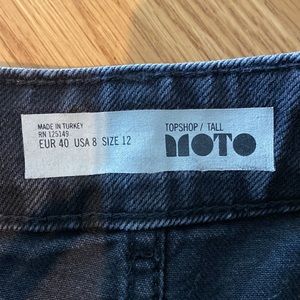 MADE IN TURKEY
RN 125149
EUR 40 USA 8 SIZE 12
TOPSHOP / TALL
MOTO